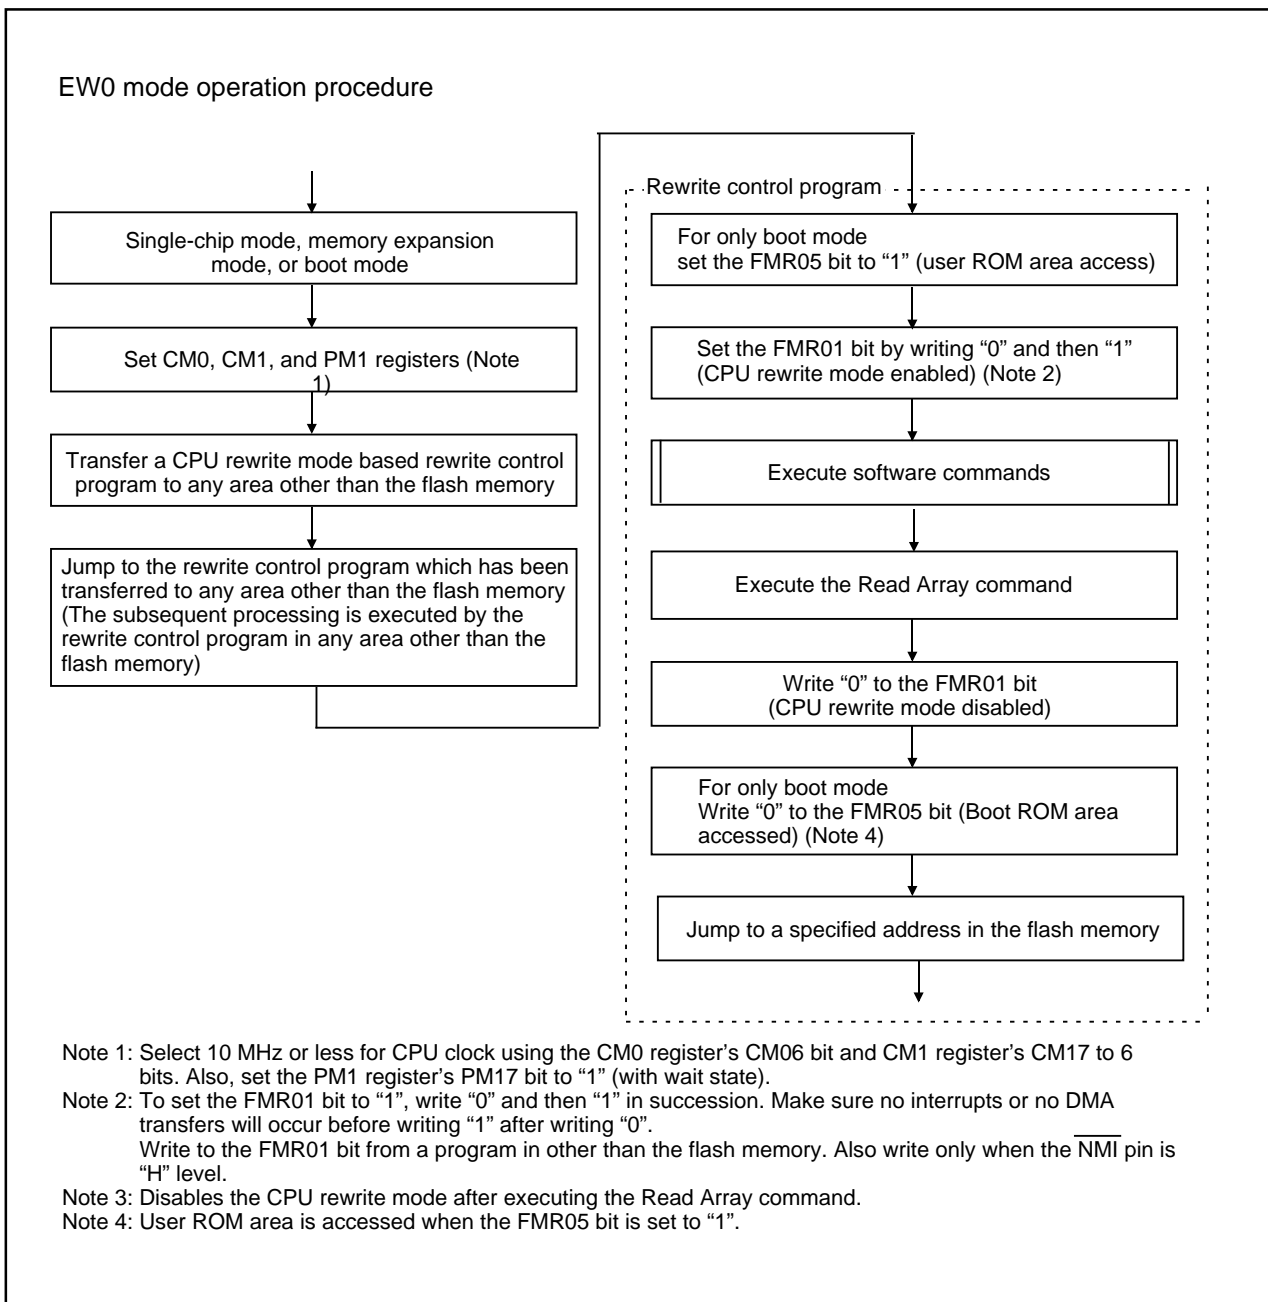 EW0 mode operation procedure
Single-chip mode, memory expansion
mode, or boot mode
Set CM0, CM1, and PM1 registers (Note
1)
Transfer a CPU rewrite mode based rewrite control
program to any area other than the flash memory
Jump to the rewrite control program which has been
transferred to any area other than the flash memory
(The subsequent processing is executed by the
rewrite control program in any area other than the
flash memory)
Rewrite control program
For only boot mode
set the FMR05 bit to “1” (user ROM area access)
Set the FMR01 bit by writing “0” and then “1”
(CPU rewrite mode enabled) (Note 2)
Execute software commands
Execute the Read Array command
Write “0” to the FMR01 bit
(CPU rewrite mode disabled)
For only boot mode
Write “0” to the FMR05 bit (Boot ROM area
accessed) (Note 4)
Jump to a specified address in the flash memory
Note 1: Select 10 MHz or less for CPU clock using the CM0 register’s CM06 bit and CM1 register’s CM17 to 6
bits. Also, set the PM1 register’s PM17 bit to “1” (with wait state).
Note 2: To set the FMR01 bit to “1”, write “0” and then “1” in succession. Make sure no interrupts or no DMA
transfers will occur before writing “1” after writing “0”.
Write to the FMR01 bit from a program in other than the flash memory. Also write only when the NMI pin is
“H” level.
Note 3: Disables the CPU rewrite mode after executing the Read Array command.
Note 4: User ROM area is accessed when the FMR05 bit is set to “1”.